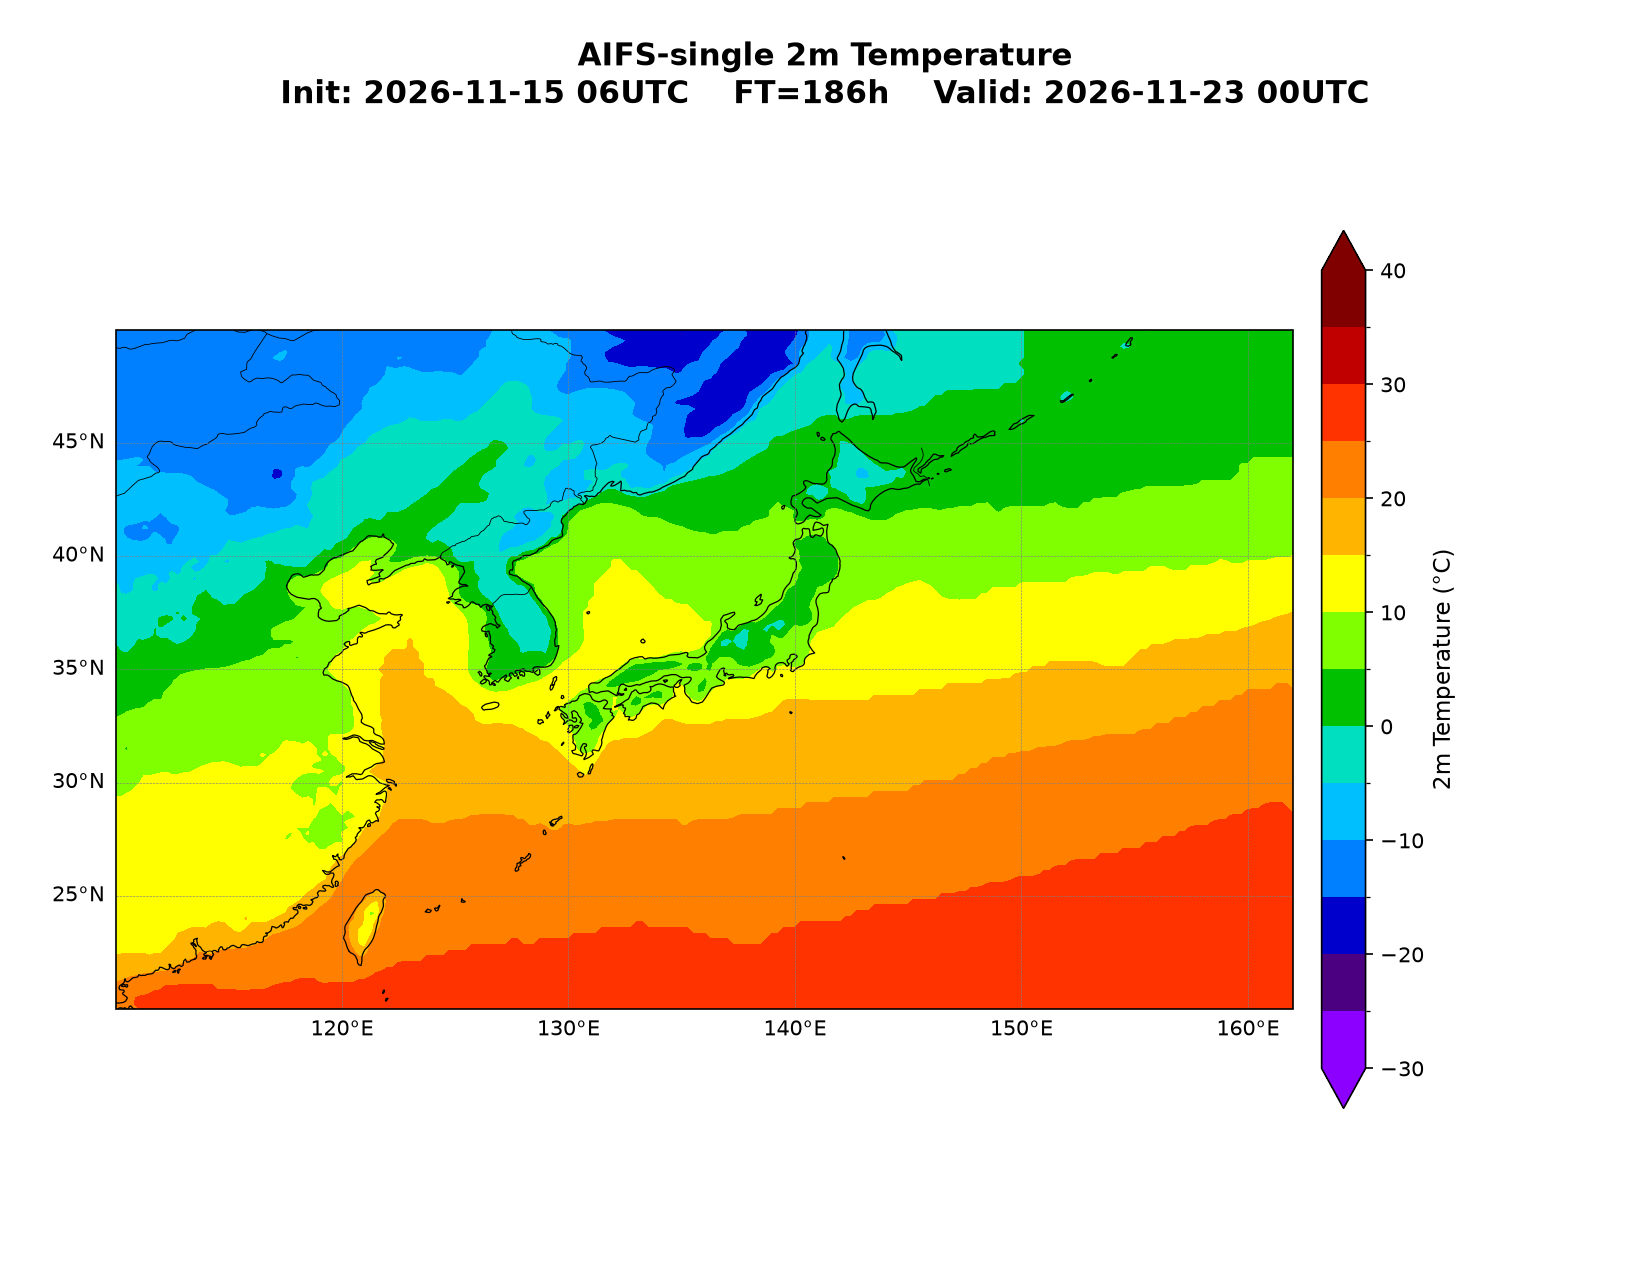 AIFS-single 2m Temperature
Init: 2026-11-15 06UTC    FT=186h    Valid: 2026-11-23 00UTC
45°N
40°N
35°N
30°N
25°N
120°E
130°E
140°E
150°E
160°E
40
30
20
10
0
−10
−20
−30
2m Temperature (°C)